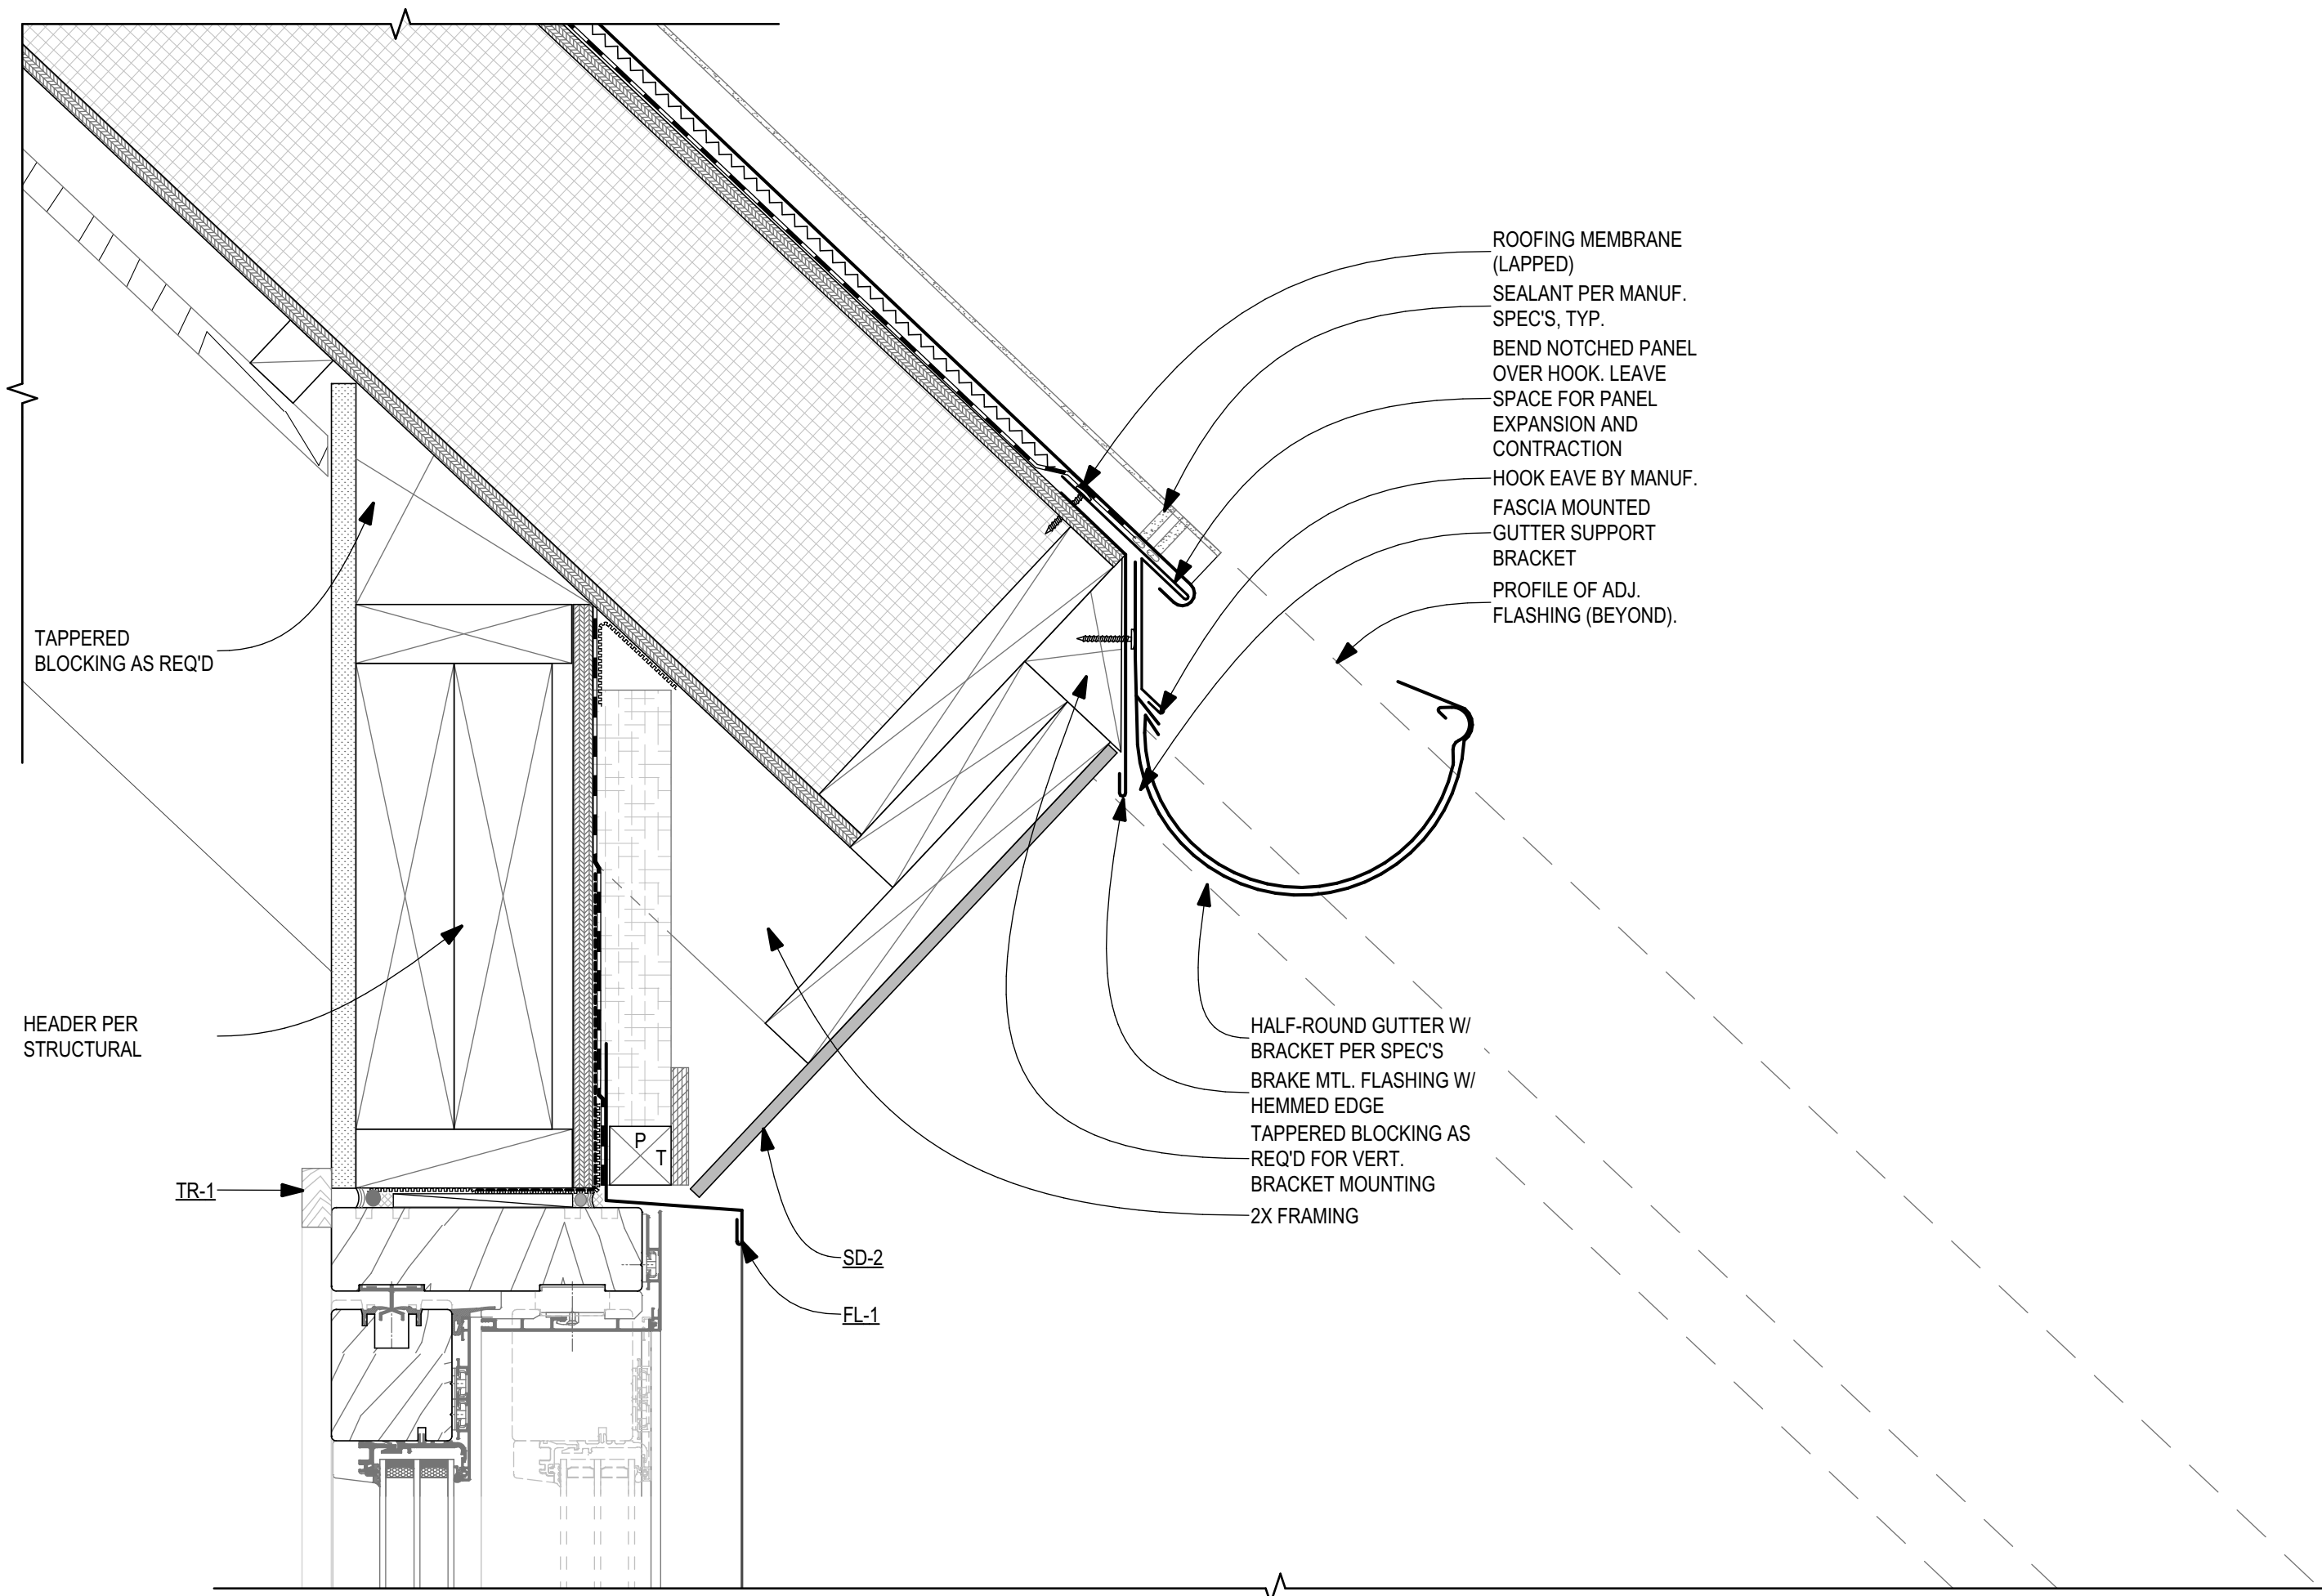 ROOFING MEMBRANE
(LAPPED)
SEALANT PER MANUF.
SPEC'S, TYP.
BEND NOTCHED PANEL
OVER HOOK. LEAVE
SPACE FOR PANEL
EXPANSION AND
CONTRACTION
HOOK EAVE BY MANUF.
FASCIA MOUNTED
GUTTER SUPPORT
BRACKET
PROFILE OF ADJ.
FLASHING (BEYOND).
TAPPERED
BLOCKING AS REQ'D
HEADER PER
STRUCTURAL
HALF-ROUND GUTTER W/
BRACKET PER SPEC'S
BRAKE MTL. FLASHING W/
HEMMED EDGE
TAPPERED BLOCKING AS
REQ'D FOR VERT.
BRACKET MOUNTING
2X FRAMING
P
T
TR-1
SD-2
FL-1